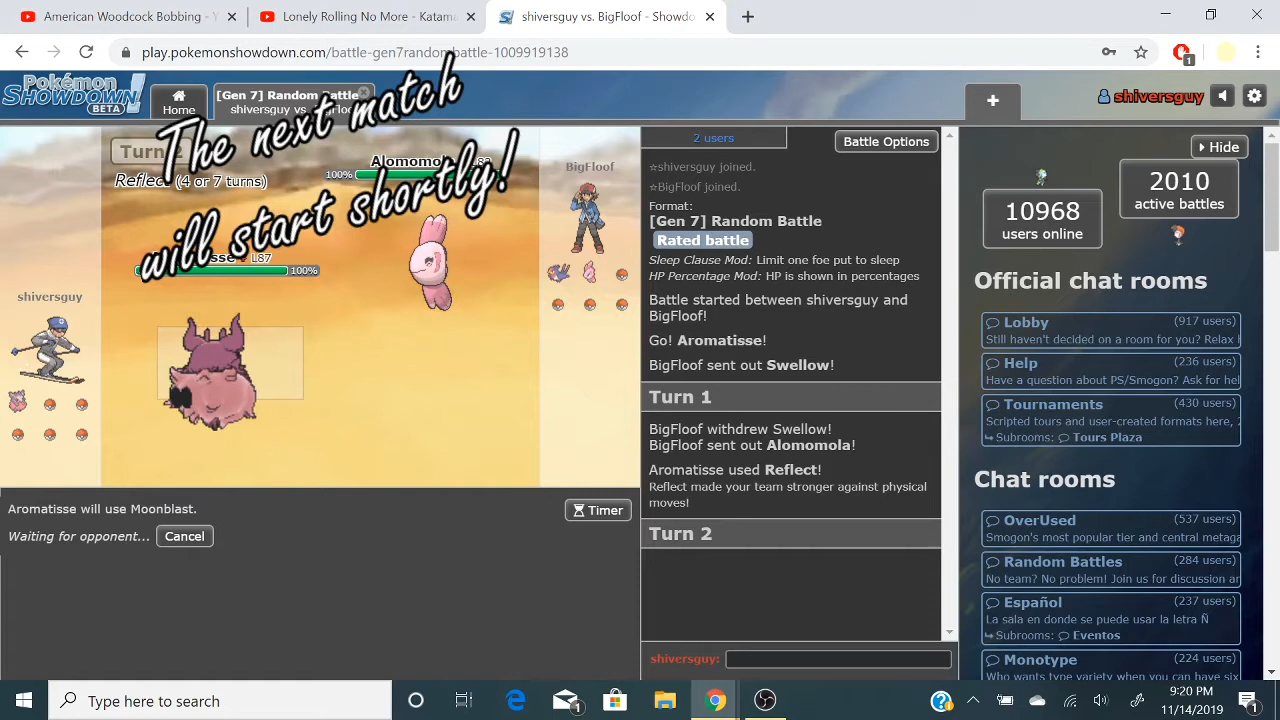 American Woodcock Bobbing - Y
Lonely Rolling No More - Katama
shiversguy vs. BigFloof - Showdo
play.pokemonshowdown.com/battle-gen7randombattle-1009919138
1
Pokémon
SHOWDOWN!
BETA
Home
[Gen 7] Random Battle
shiversguy vs. BigFloof
+
shiversguy
The next match
will start shortly!
Turn 2
Reflect (4 or 7 turns)
Alomomola L83
100%
BigFloof
L87
100%
shiversguy
Aromatisse will use Moonblast.
Timer
Waiting for opponent...
Cancel
2 users
Battle Options
☆shiversguy joined.
☆BigFloof joined.
Format:
[Gen 7] Random Battle
Rated battle
Sleep Clause Mod: Limit one foe put to sleep
HP Percentage Mod: HP is shown in percentages
Battle started between shiversguy and
BigFloof!
Go! Aromatisse!
BigFloof sent out Swellow!
Turn 1
BigFloof withdrew Swellow!
BigFloof sent out Alomomola!
Aromatisse used Reflect!
Reflect made your team stronger against physical
moves!
Turn 2
shiversguy:
Hide
10968
users online
2010
active battles
Official chat rooms
Lobby (917 users)
Still haven't decided on a room for you? Relax
Help (236 users)
Have a question about PS/Smogon? Ask for hel
Tournaments (430 users)
Scripted tours and user-created formats here,
Subrooms: Tours Plaza
Chat rooms
OverUsed (537 users)
Smogon's most popular tier and central metaga
Random Battles (284 users)
No team? No problem! Join us for discussion an
Español (237 users)
La sala en donde se puede usar la letra Ñ
Subrooms: Eventos
Monotype (224 users)
Who wants type variety when you can have six
Type here to search
1
9:20 PM
11/14/2019
1